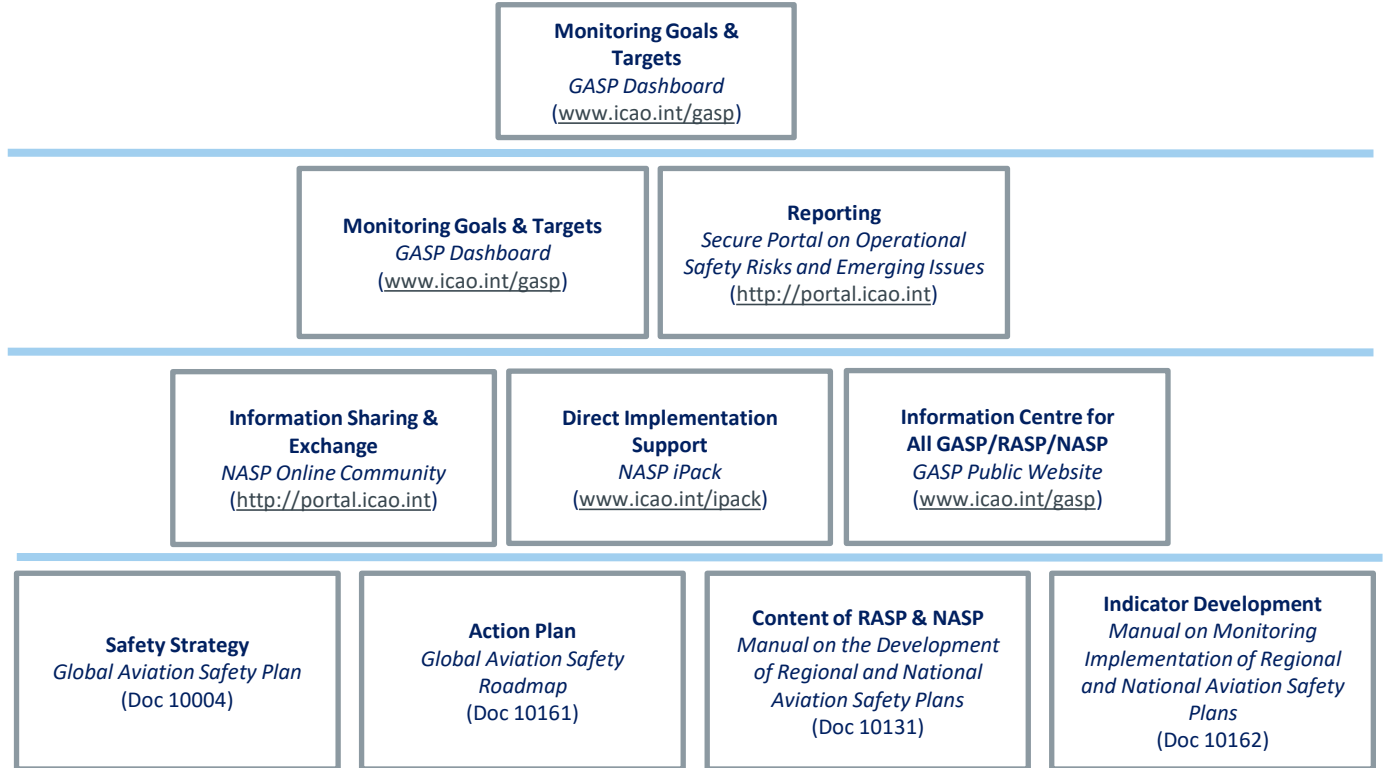 Monitoring Goals &
Targets
GASP Dashboard
(www.icao.int/gasp)
Monitoring Goals & Targets
GASP Dashboard
(www.icao.int/gasp)
Reporting
Secure Portal on Operational
Safety Risks and Emerging Issues
(http://portal.icao.int)
Information Sharing &
Exchange
NASP Online Community
(http://portal.icao.int)
Direct Implementation
Support
NASP iPack
(www.icao.int/ipack)
Information Centre for
All GASP/RASP/NASP
GASP Public Website
(www.icao.int/gasp)
Safety Strategy
Global Aviation Safety Plan
(Doc 10004)
Action Plan
Global Aviation Safety
Roadmap
(Doc 10161)
Content of RASP & NASP
Manual on the Development
of Regional and National
Aviation Safety Plans
(Doc 10131)
Indicator Development
Manual on Monitoring
Implementation of Regional
and National Aviation Safety
Plans
(Doc 10162)